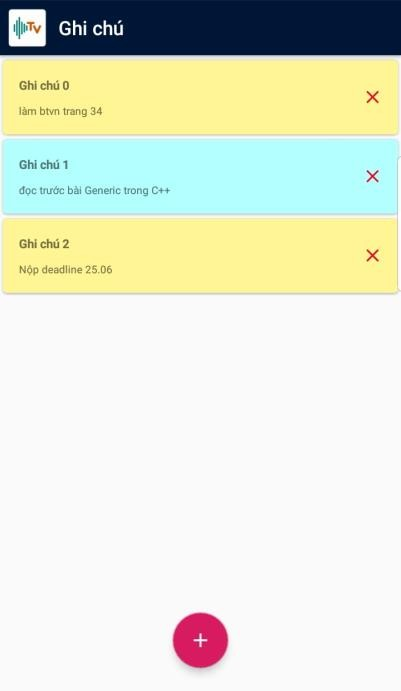 TV
Ghi chú
Ghi chú 0
làm btvn trang 34
Ghi chú 1
đọc trước bài Generic trong C++
Ghi chú 2
Nộp deadline 25.06